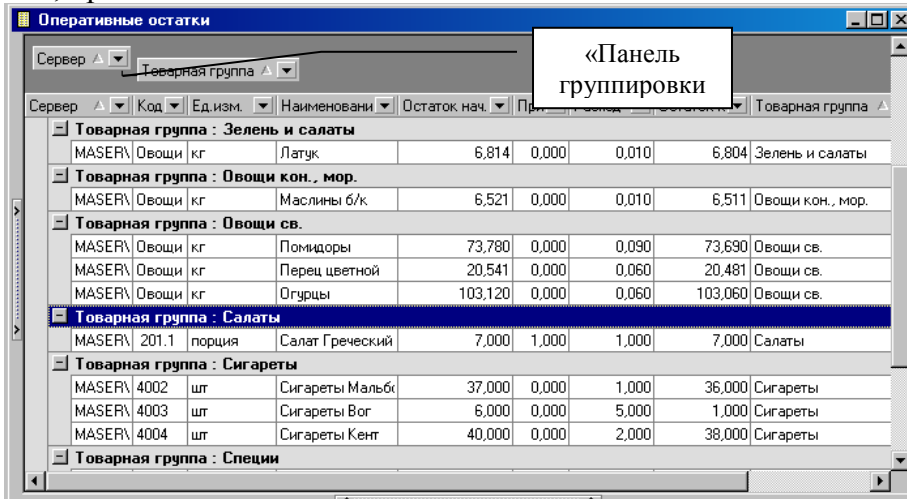 Оперативные остатки
«Панель
группировки
Сервер
Товарная группа
Сервер Код Ед.изм. Наименовани Остаток нач. Товарная группа
Товарная группа : Зелень и салаты
MASER\ Овощи кг Латук 6,814 0,000 0,010 6,804 Зелень и салаты
Товарная группа : Овощи кон., мор.
MASER\ Овощи кг Маслины б/к 6,521 0,000 0,010 6,511 Овощи кон., мор.
Товарная группа : Овощи св.
MASER\ Овощи кг Помидоры 73,780 0,000 0,090 73,690 Овощи св.
MASER\ Овощи кг Перец цветной 20,541 0,000 0,060 20,481 Овощи св.
MASER\ Овощи кг Огурцы 103,120 0,000 0,060 103,060 Овощи св.
Товарная группа : Салаты
MASER\ 201.1 порция Салат Греческий 7,000 1,000 1,000 7,000 Салаты
Товарная группа : Сигареты
MASER\ 4002 шт Сигареты Мальбо 37,000 0,000 1,000 36,000 Сигареты
MASER\ 4003 шт Сигареты Вог 6,000 0,000 5,000 1,000 Сигареты
MASER\ 4004 шт Сигареты Кент 40,000 0,000 2,000 38,000 Сигареты
Товарная группа : Специи